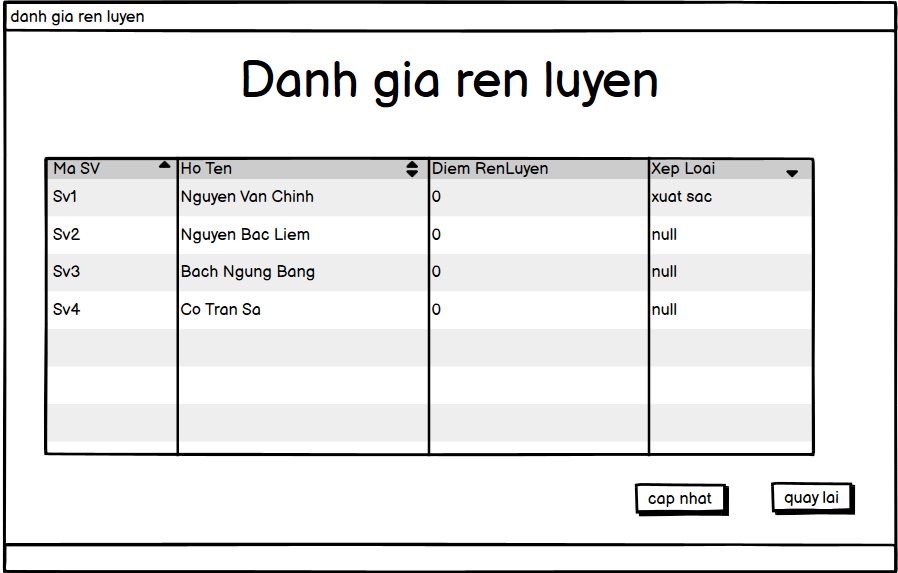 danh gia ren luyen
Danh gia ren luyen
Ma SV Ho Ten Diem RenLuyen Xep Loai
Sv1 Nguyen Van Chinh 0 xuat sac
Sv2 Nguyen Bac Liem 0 null
Sv3 Bach Ngung Bang 0 null
Sv4 Co Tran Sa 0 null
cap nhat quay lai